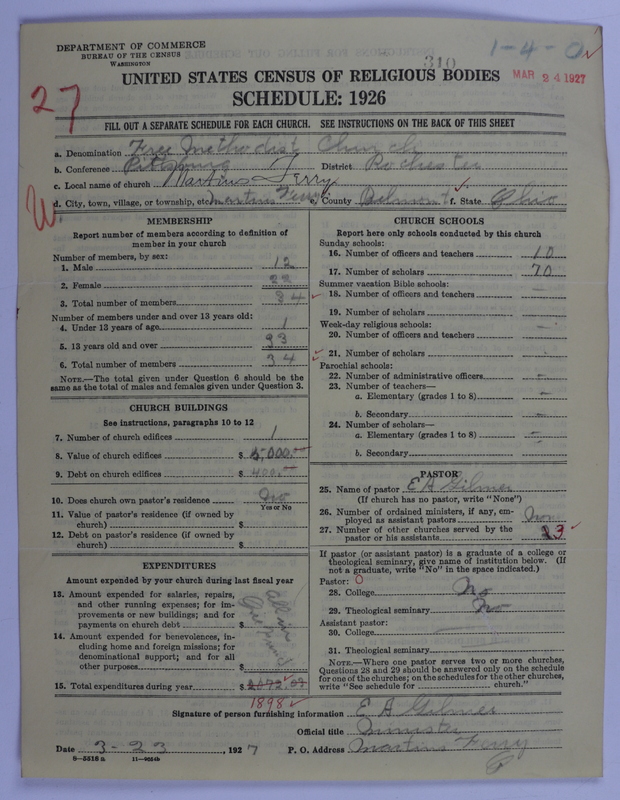 DEPARTMENT OF COMMERCE
BUREAU OF THE CENSUS
WASHINGTON
1-4-0
310
MAR 24 1927
27
UNITED STATES CENSUS OF RELIGIOUS BODIES
SCHEDULE: 1926
FILL OUT A SEPARATE SCHEDULE FOR EACH CHURCH. SEE INSTRUCTIONS ON THE BACK OF THIS SHEET
a. Denomination Free Methodist Church
b. Conference Pittsburg District Rochester
c. Local name of church Martins Ferry
d. City, town, village, or township, etc. Martins Ferry e. County Belmont f. State Ohio
MEMBERSHIP
Report number of members according to definition of
member in your church
Number of members, by sex:
1. Male 12
2. Female 22
3. Total number of members 34
Number of members under and over 13 years old:
4. Under 13 years of age 1
5. 13 years old and over 33
6. Total number of members 34
NOTE.—The total given under Question 6 should be the
same as the total of males and females given under Question 3.
CHURCH BUILDINGS
See instructions, paragraphs 10 to 12
7. Number of church edifices 1
8. Value of church edifices $ 5,000.
9. Debt on church edifices $ 400.
10. Does church own pastor's residence No
Yes or No
11. Value of pastor's residence (if owned by
church) $
12. Debt on pastor's residence (if owned by
church) $
EXPENDITURES
Amount expended by your church during last fiscal year
13. Amount expended for salaries, repairs,
and other running expenses; for im-
provements or new buildings; and for
payments on church debt $
All in
One fund
14. Amount expended for benevolences, in-
cluding home and foreign missions; for
denominational support; and for all
other purposes $
15. Total expenditures during year $
1898
CHURCH SCHOOLS
Report here only schools conducted by this church
Sunday schools:
16. Number of officers and teachers 10
17. Number of scholars 70
Summer vacation Bible schools:
18. Number of officers and teachers —
19. Number of scholars
Week-day religious schools:
20. Number of officers and teachers —
21. Number of scholars
Parochial schools:
22. Number of administrative officers —
23. Number of teachers—
a. Elementary (grades 1 to 8) —
b. Secondary —
24. Number of scholars—
a. Elementary (grades 1 to 8) —
b. Secondary
PASTOR
25. Name of pastor E A Gilmer
(If church has no pastor, write "None")
26. Number of ordained ministers, if any, em-
ployed as assistant pastors Non
27. Number of other churches served by the
pastor or his assistants 3
If pastor (or assistant pastor) is a graduate of a college or
theological seminary, give name of institution below. (If
not a graduate, write "No" in the space indicated.)
Pastor: 0
28. College No
29. Theological seminary No
Assistant pastor:
30. College
31. Theological seminary
NOTE.—Where one pastor serves two or more churches,
Questions 28 and 29 should be answered only on the schedule
for one of the churches; on the schedules for the other churches,
write "See schedule for church."
Signature of person furnishing information E A Gilmer
Official title Minister
Date 3-23, 1927 P. O. Address Martins Ferry
O
8—5518 a 11—9054b